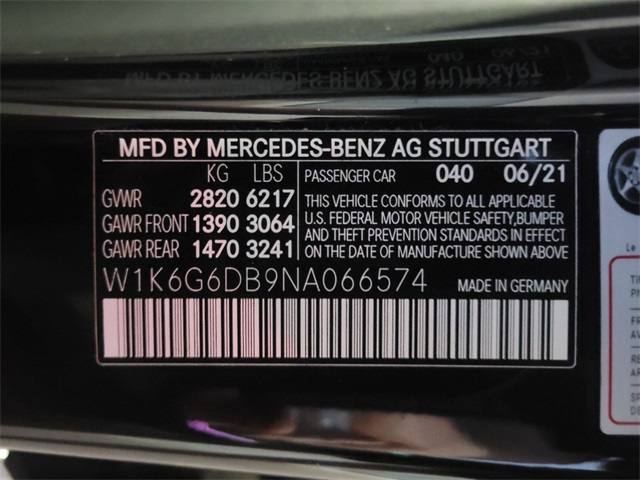 MFD BY MERCEDES-BENZ AG STUTTGART
KG LBS
GVWR 2820 6217
GAWR FRONT 1390 3064
GAWR REAR 1470 3241
PASSENGER CAR 040 06/21
THIS VEHICLE CONFORMS TO ALL APPLICABLE
U.S. FEDERAL MOTOR VEHICLE SAFETY,BUMPER
AND THEFT PREVENTION STANDARDS IN EFFECT
ON THE DATE OF MANUFACTURE SHOWN ABOVE
W1K6G6DB9NA066574 MADE IN GERMANY
Le